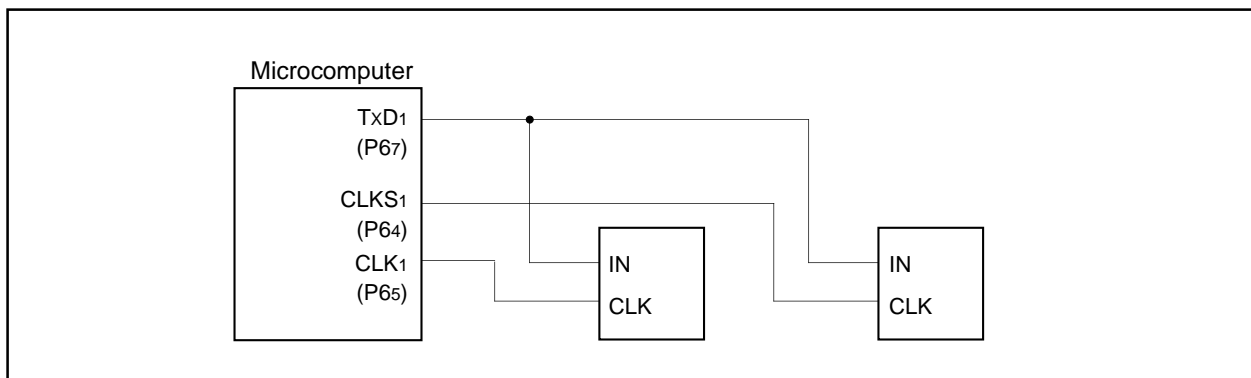 Microcomputer
TxD1
(P67)
CLKS1
(P64)
CLK1
(P65)
IN
CLK
IN
CLK